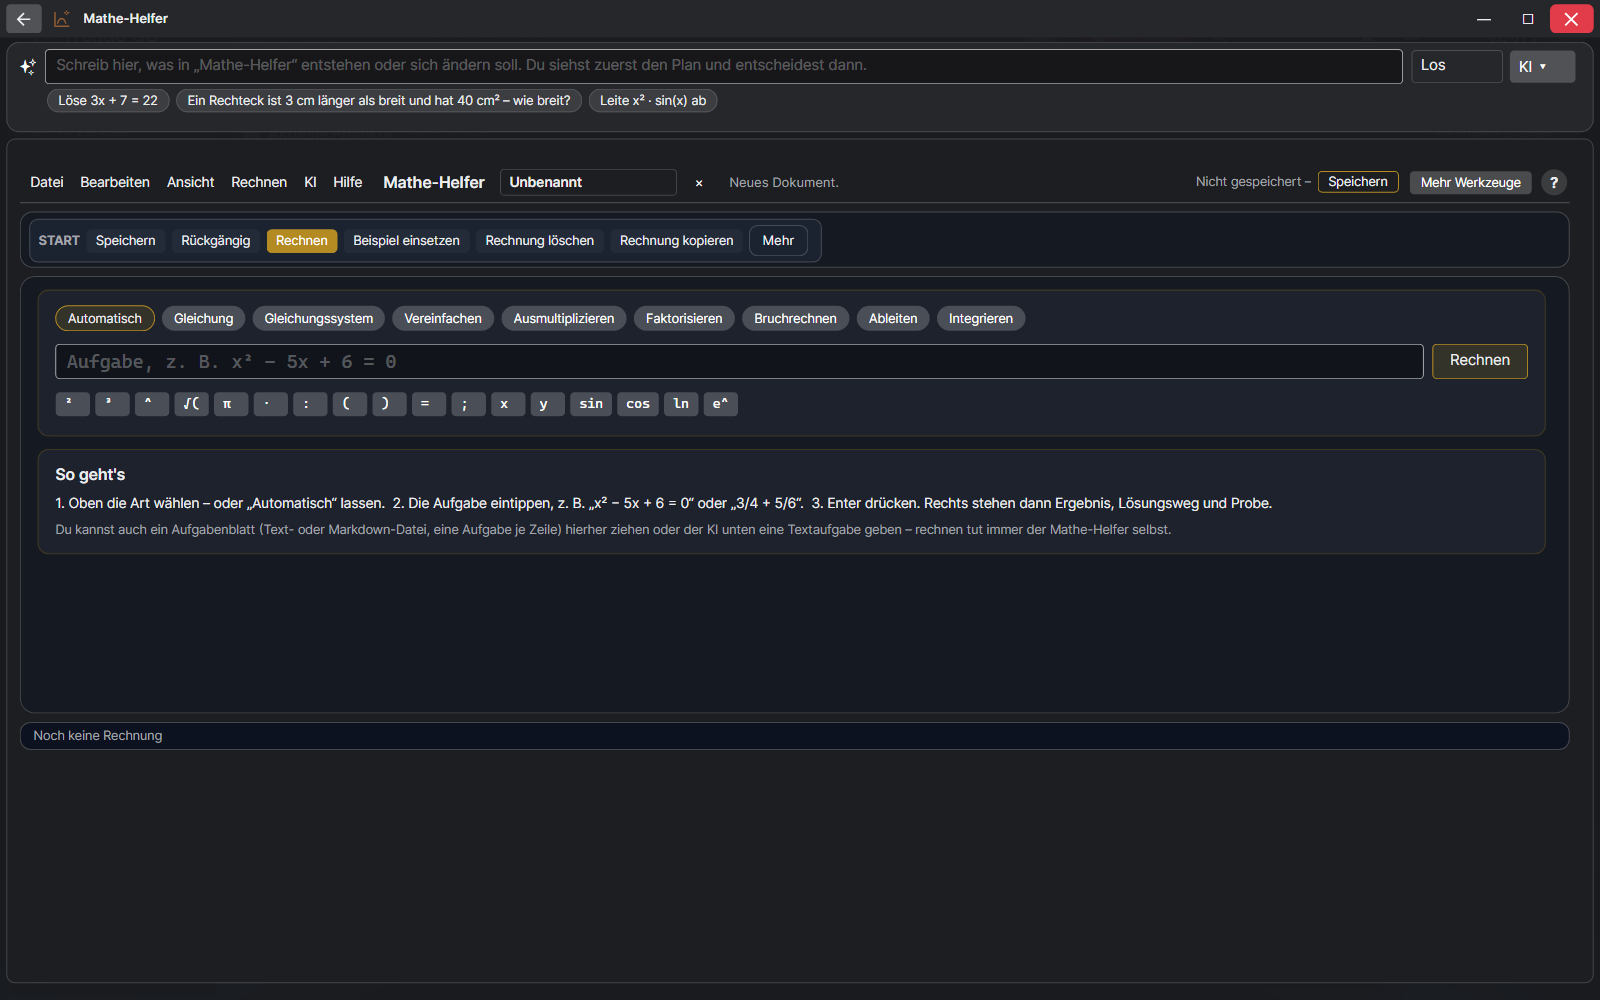 Mathe-Helfer
Schreib hier, was in „Mathe-Helfer“ entstehen oder sich ändern soll. Du siehst zuerst den Plan und entscheidest dann.
Los
KI ▾
Löse 3x + 7 = 22
Ein Rechteck ist 3 cm länger als breit und hat 40 cm² – wie breit?
Leite x² · sin(x) ab
Datei Bearbeiten Ansicht Rechnen KI Hilfe Mathe-Helfer Unbenannt × Neues Dokument. Nicht gespeichert – Speichern Mehr Werkzeuge ?
START Speichern Rückgängig Rechnen Beispiel einsetzen Rechnung löschen Rechnung kopieren Mehr
Automatisch Gleichung Gleichungssystem Vereinfachen Ausmultiplizieren Faktorisieren Bruchrechnen Ableiten Integrieren
Aufgabe, z. B. x² − 5x + 6 = 0 Rechnen
² ³ ^ √( π · : ( ) = ; x y sin cos ln e^
So geht's
1. Oben die Art wählen – oder „Automatisch“ lassen. 2. Die Aufgabe eintippen, z. B. „x² − 5x + 6 = 0“ oder „3/4 + 5/6“. 3. Enter drücken. Rechts stehen dann Ergebnis, Lösungsweg und Probe.
Du kannst auch ein Aufgabenblatt (Text- oder Markdown-Datei, eine Aufgabe je Zeile) hierher ziehen oder der KI unten eine Textaufgabe geben – rechnen tut immer der Mathe-Helfer selbst.
Noch keine Rechnung